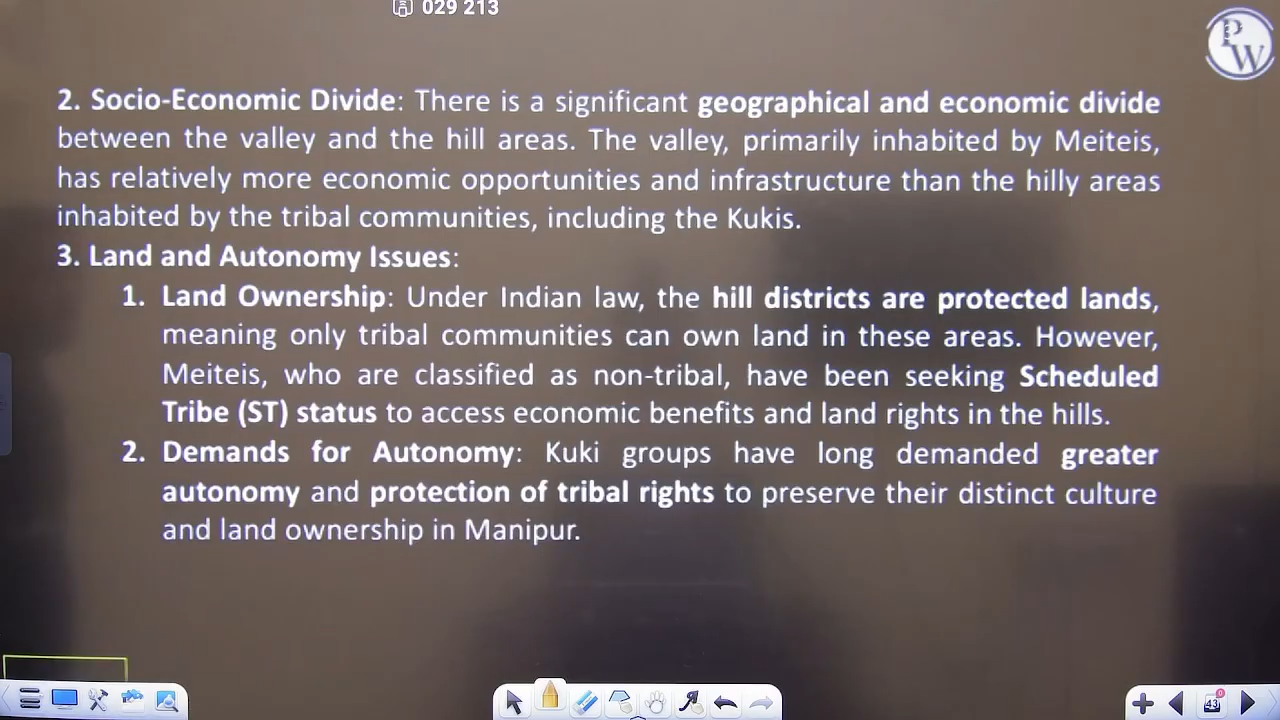 029 213
PW
2. Socio-Economic Divide: There is a significant geographical and economic divide
between the valley and the hill areas. The valley, primarily inhabited by Meiteis,
has relatively more economic opportunities and infrastructure than the hilly areas
inhabited by the tribal communities, including the Kukis.
3. Land and Autonomy Issues:
1. Land Ownership: Under Indian law, the hill districts are protected lands,
meaning only tribal communities can own land in these areas. However,
Meiteis, who are classified as non-tribal, have been seeking Scheduled
Tribe (ST) status to access economic benefits and land rights in the hills.
2. Demands for Autonomy: Kuki groups have long demanded greater
autonomy and protection of tribal rights to preserve their distinct culture
and land ownership in Manipur.
43
0